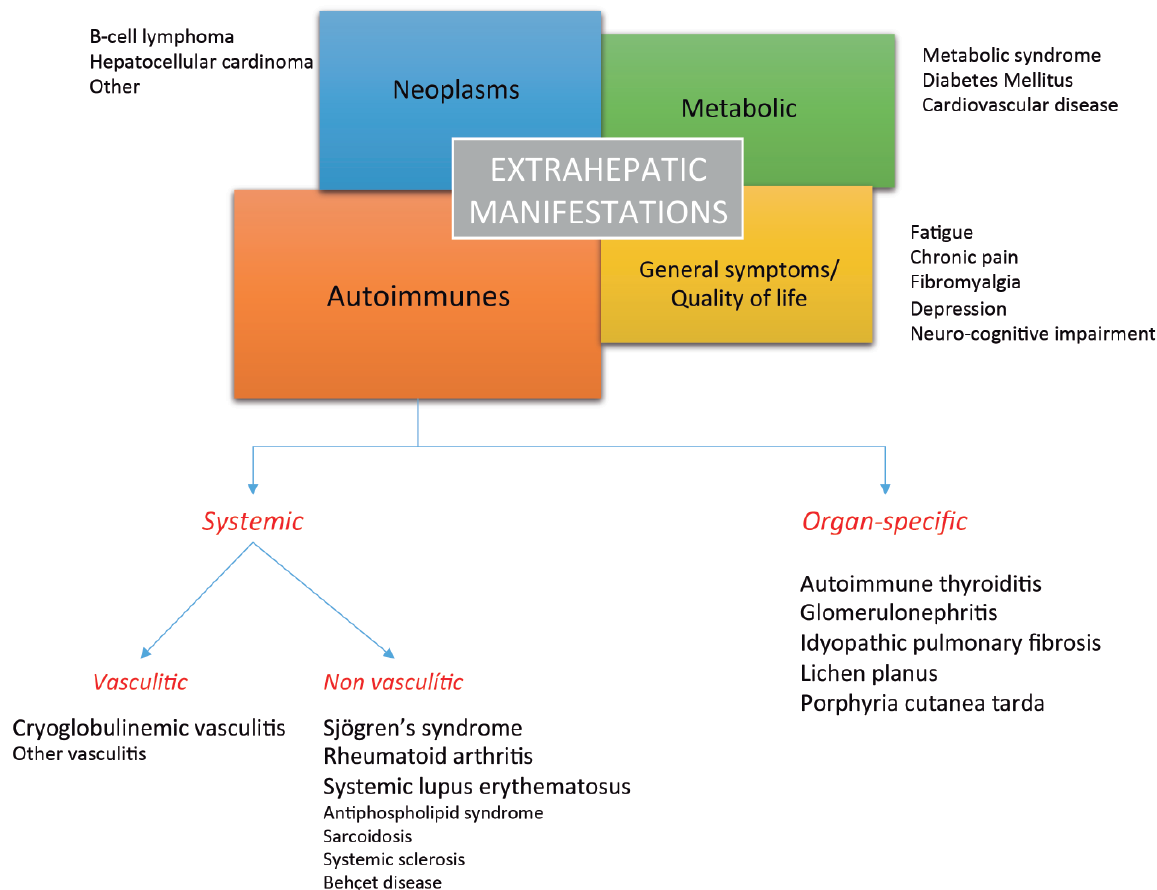 B-cell lymphoma
Hepatocellular cardinoma
Other
Neoplasms
Metabolic
Metabolic syndrome
Diabetes Mellitus
Cardiovascular disease
EXTRAHEPATIC
MANIFESTATIONS
Autoimmunes
General symptoms/
Quality of life
Fatigue
Chronic pain
Fibromyalgia
Depression
Neuro-cognitive impairment
Systemic
Organ-specific
Autoimmune thyroiditis
Glomerulonephritis
Idyopathic pulmonary fibrosis
Lichen planus
Porphyria cutanea tarda
Vasculitic
Cryoglobulinemic vasculitis
Other vasculitis
Non vasculític
Sjögren’s syndrome
Rheumatoid arthritis
Systemic lupus erythematosus
Antiphospholipid syndrome
Sarcoidosis
Systemic sclerosis
Behçet disease